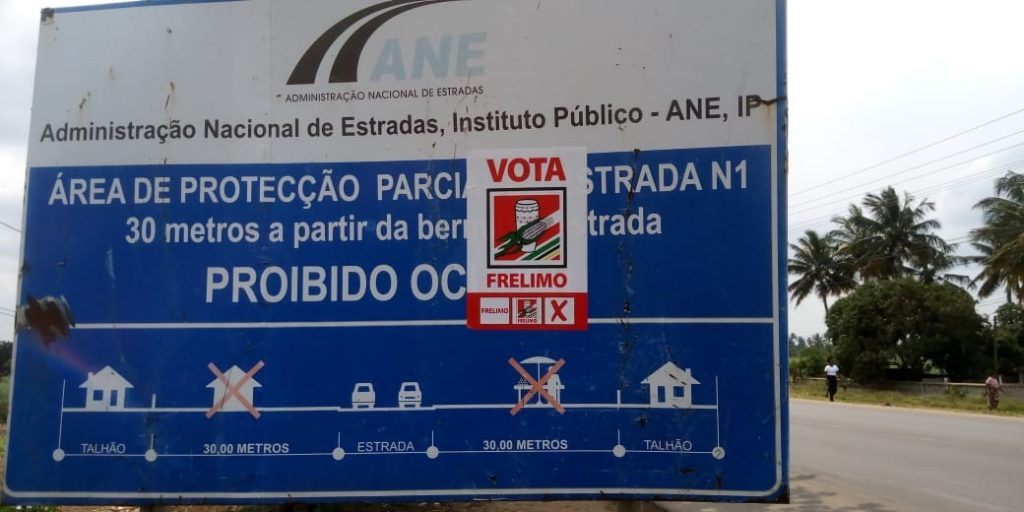 ANE
ADMINISTRAÇÃO NACIONAL DE ESTRADAS
Administração Nacional de Estradas, Instituto Público - ANE, IP
ÁREA DE PROTECÇÃO PARCIA STRADA N1
30 metros a partir da ber strada
PROIBIDO OC
VOTA
FRELIMO
FRELIMO FRELIMO X
TALHÃO 30,00 METROS ESTRADA 30,00 METROS TALHÃO